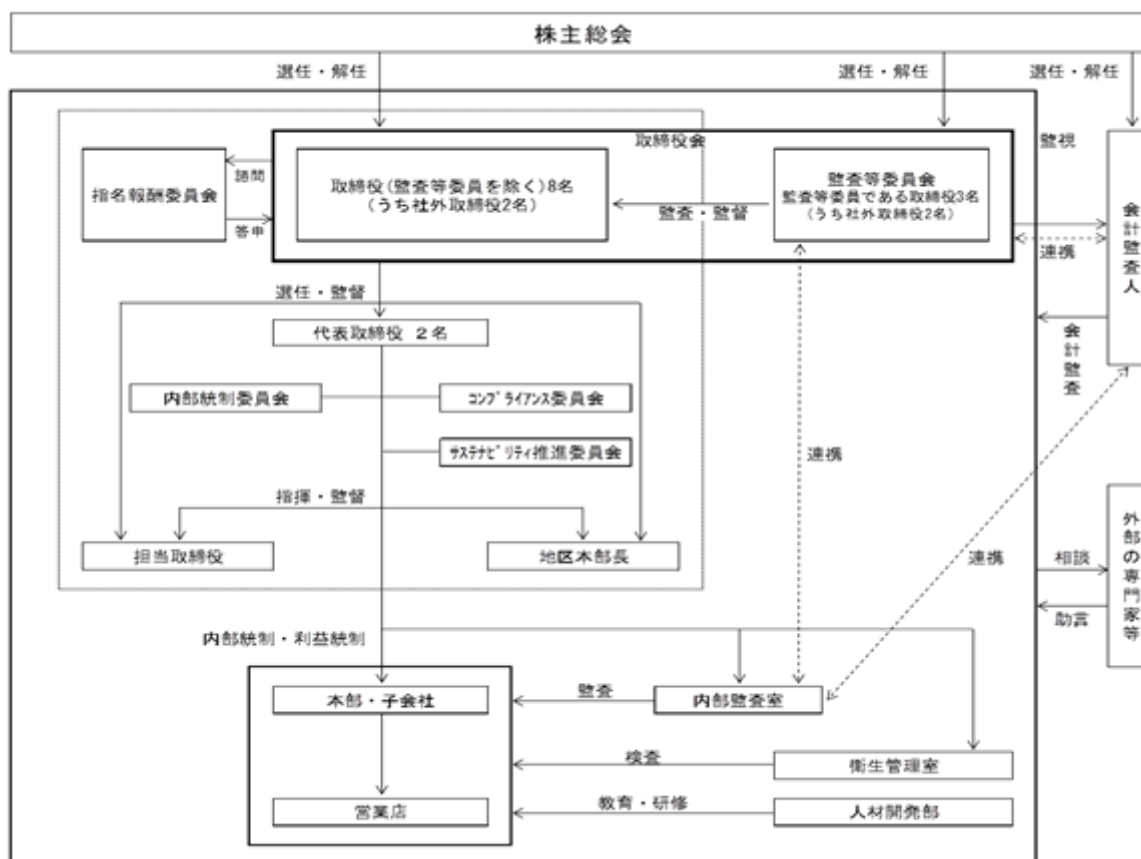 株主総会
選任・解任
選任・解任
選任・解任
取締役会
監視
指名報酬委員会
諮問
答申
取締役(監査等委員を除く)8名
(うち社外取締役2名)
監査・監督
監査等委員会
監査等委員である取締役3名
(うち社外取締役2名)
連携
会計監査人
会計監査
選任・監督
代表取締役 2名
内部統制委員会
コンプライアンス委員会
サステナビリティ推進委員会
連携
指揮・監督
担当取締役
地区本部長
連携
相談
助言
外部の専門家等
内部統制・利益統制
本部・子会社
監査
内部監査室
検査
衛生管理室
営業店
教育・研修
人材開発部